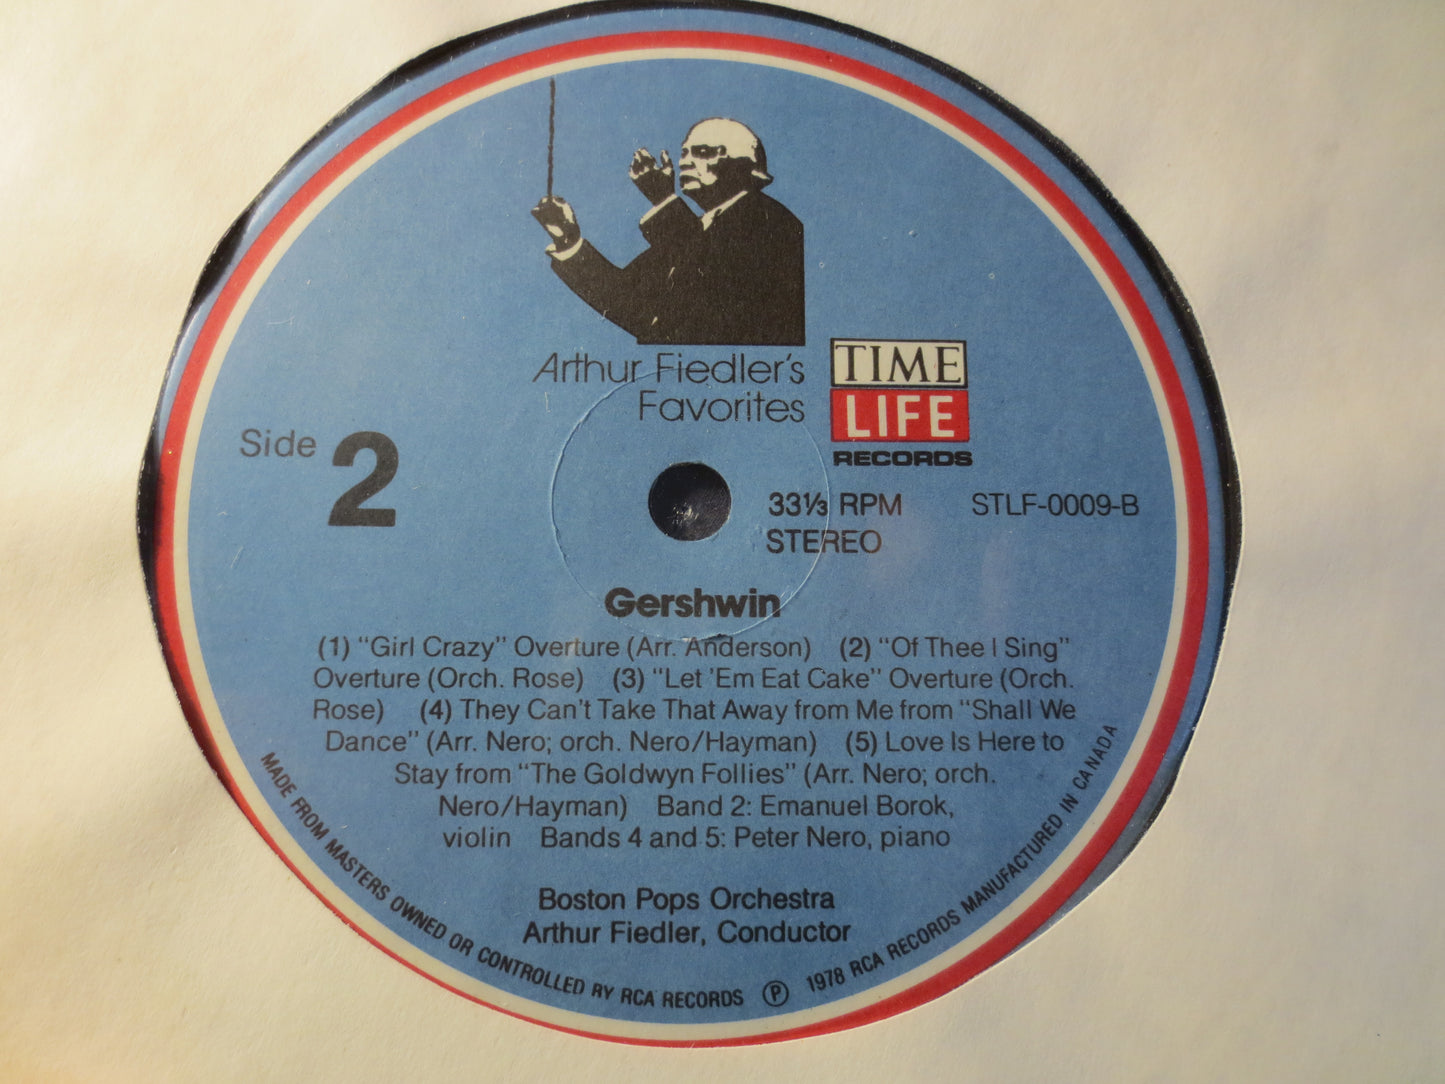 Arthur Fiedler's
Favorites
TIME
LIFE
RECORDS
Side 2
33⅓ RPM
STEREO
STLF-0009-B
Gershwin
(1) "Girl Crazy" Overture (Arr. Anderson) (2) "Of Thee I Sing"
Overture (Orch. Rose) (3) "Let 'Em Eat Cake" Overture (Orch.
Rose) (4) They Can't Take That Away from Me from "Shall We
Dance" (Arr. Nero; orch. Nero/Hayman) (5) Love Is Here to
Stay from "The Goldwyn Follies" (Arr. Nero; orch.
Nero/Hayman) Band 2: Emanuel Borok,
violin Bands 4 and 5: Peter Nero, piano
Boston Pops Orchestra
Arthur Fiedler, Conductor
MADE FROM MASTERS OWNED OR CONTROLLED BY RCA RECORDS ℗ 1978 RCA RECORDS MANUFACTURED IN CANADA